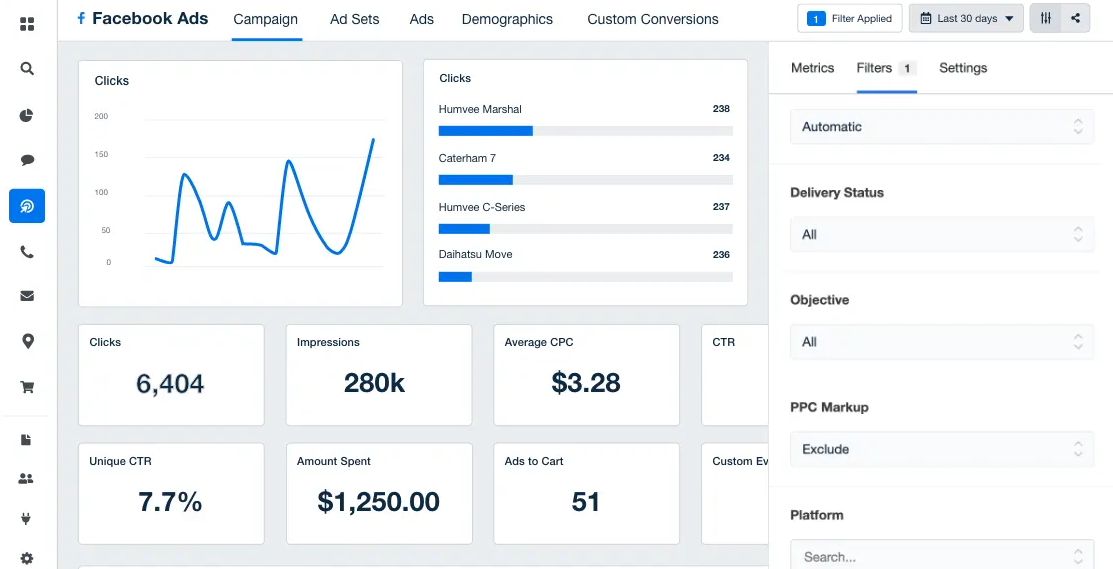 Facebook Ads Campaign Ad Sets Ads Demographics Custom Conversions 1 Filter Applied Last 30 days
Metrics Filters 1 Settings
Clicks
200
150
100
50
0
Clicks
Humvee Marshal 238
Caterham 7 234
Humvee C-Series 237
Daihatsu Move 236
Clicks
6,404
Impressions
280k
Average CPC
$3.28
CTR
Unique CTR
7.7%
Amount Spent
$1,250.00
Ads to Cart
51
Custom Ev
Automatic
Delivery Status
All
Objective
All
PPC Markup
Exclude
Platform
Search...